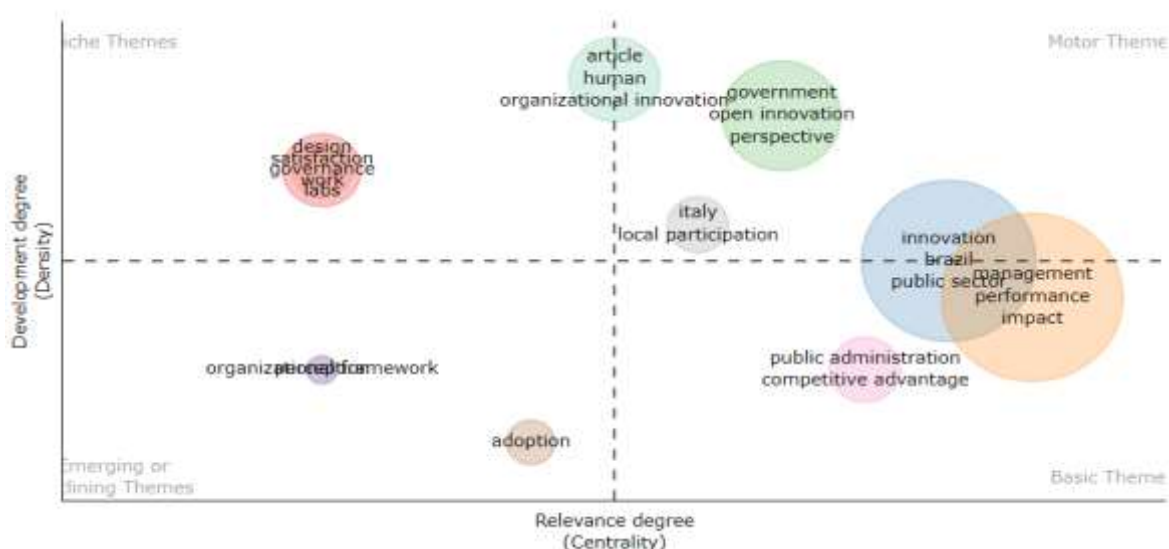 iche Themes
Motor Theme
article
human
organizational innovation
government
open innovation
perspective
design
satisfaction
governance
work
labs
italy
local participation
innovation
brazil
public sector
management
performance
impact
public administration
competitive advantage
perception
framework
adoption
Emerging or
lining Themes
Basic Theme
Development degree
(Density)
Relevance degree
(Centrality)